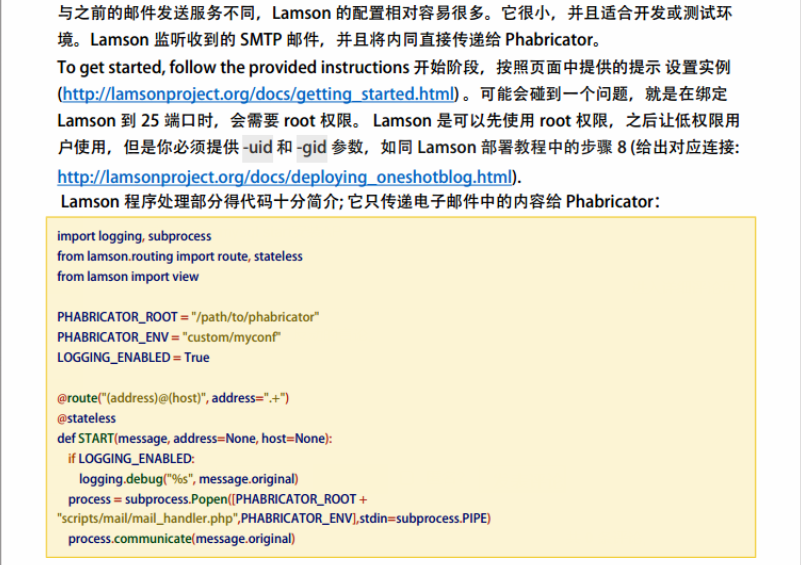 与之前的邮件发送服务不同，Lamson 的配置相对容易很多。它很小，并且适合开发或测试环
境。Lamson 监听收到的 SMTP 邮件，并且将内同直接传递给 Phabricator。
To get started, follow the provided instructions 开始阶段，按照页面中提供的提示 设置实例
(http://lamsonproject.org/docs/getting_started.html) 。可能会碰到一个问题，就是在绑定
Lamson 到 25 端口时，会需要 root 权限。 Lamson 是可以先使用 root 权限，之后让低权限用
户使用，但是你必须提供 -uid 和 -gid 参数，如同 Lamson 部署教程中的步骤 8 (给出对应连接:
http://lamsonproject.org/docs/deploying_oneshotblog.html).
Lamson 程序处理部分得代码十分简介; 它只传递电子邮件中的内容给 Phabricator：
import logging, subprocess
from lamson.routing import route, stateless
from lamson import view
PHABRICATOR_ROOT = "/path/to/phabricator"
PHABRICATOR_ENV = "custom/myconf"
LOGGING_ENABLED = True
@route("(address)@(host)", address=".+")
@stateless
def START(message, address=None, host=None):
if LOGGING_ENABLED:
logging.debug("%s", message.original)
process = subprocess.Popen([PHABRICATOR_ROOT +
"scripts/mail/mail_handler.php",PHABRICATOR_ENV],stdin=subprocess.PIPE)
process.communicate(message.original)